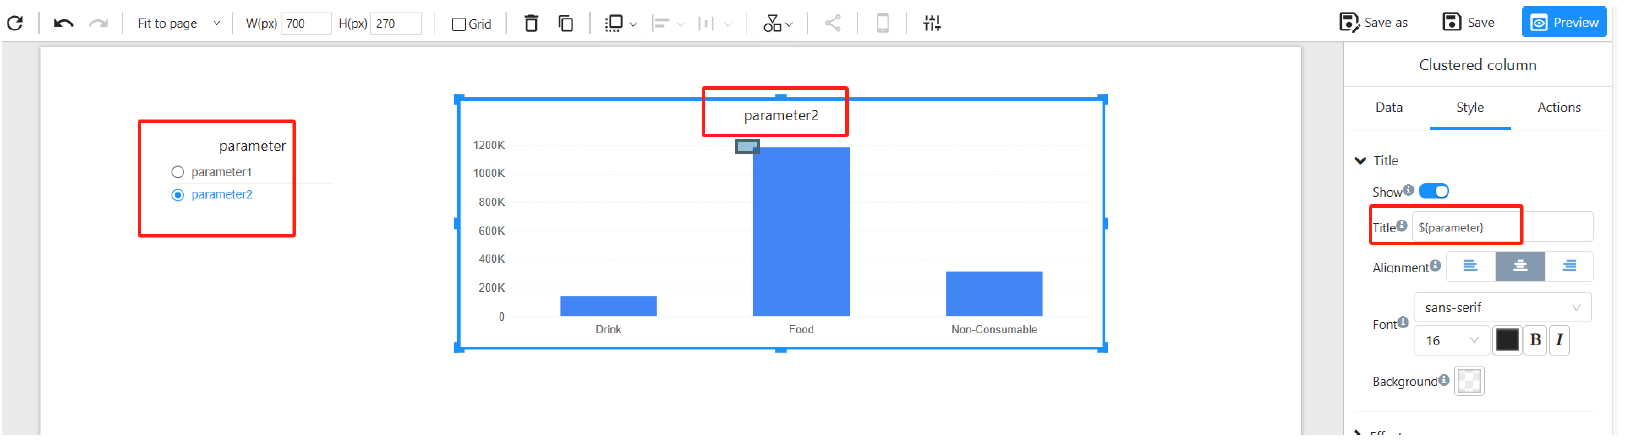 Fit to page W(px) 700 H(px) 270 Grid Save as Save Preview
Clustered column
Data Style Actions
parameter
parameter1
parameter2
parameter2
1200K
1000K
800K
600K
400K
200K
0
Drink Food Non-Consumable
Title
Show
Title ${parameter}
Alignment
Font sans-serif
16 B I
Background